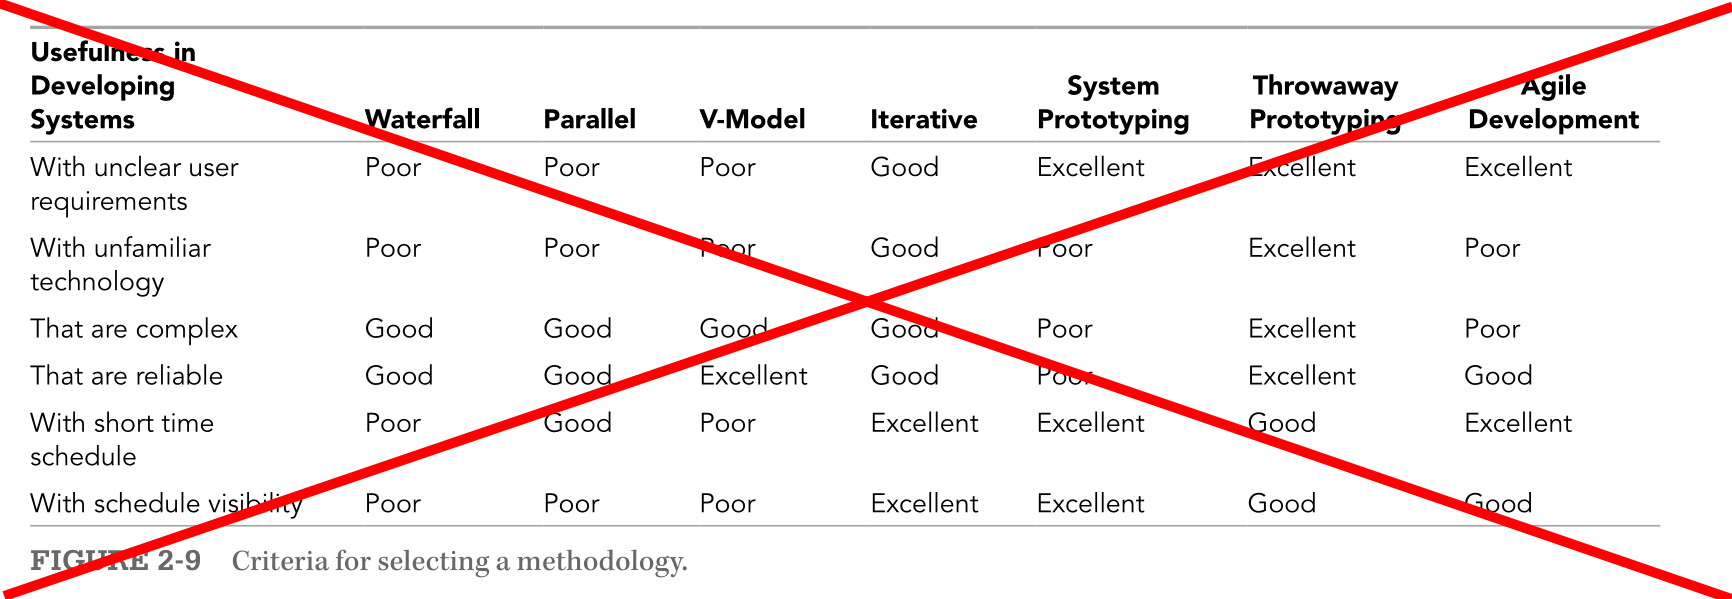 Usefulness in
Developing System Throwaway Agile
Systems Waterfall Parallel V-Model Iterative Prototyping Prototyping Development
With unclear user Poor Poor Poor Good Excellent Excellent Excellent
requirements
With unfamiliar Poor Poor Poor Good Poor Excellent Poor
technology
That are complex Good Good Good Good Poor Excellent Poor
That are reliable Good Good Excellent Good Poor Excellent Good
With short time Poor Good Poor Excellent Excellent Good Excellent
schedule
With schedule visibility Poor Poor Poor Excellent Excellent Good Good
FIGURE 2-9 Criteria for selecting a methodology.